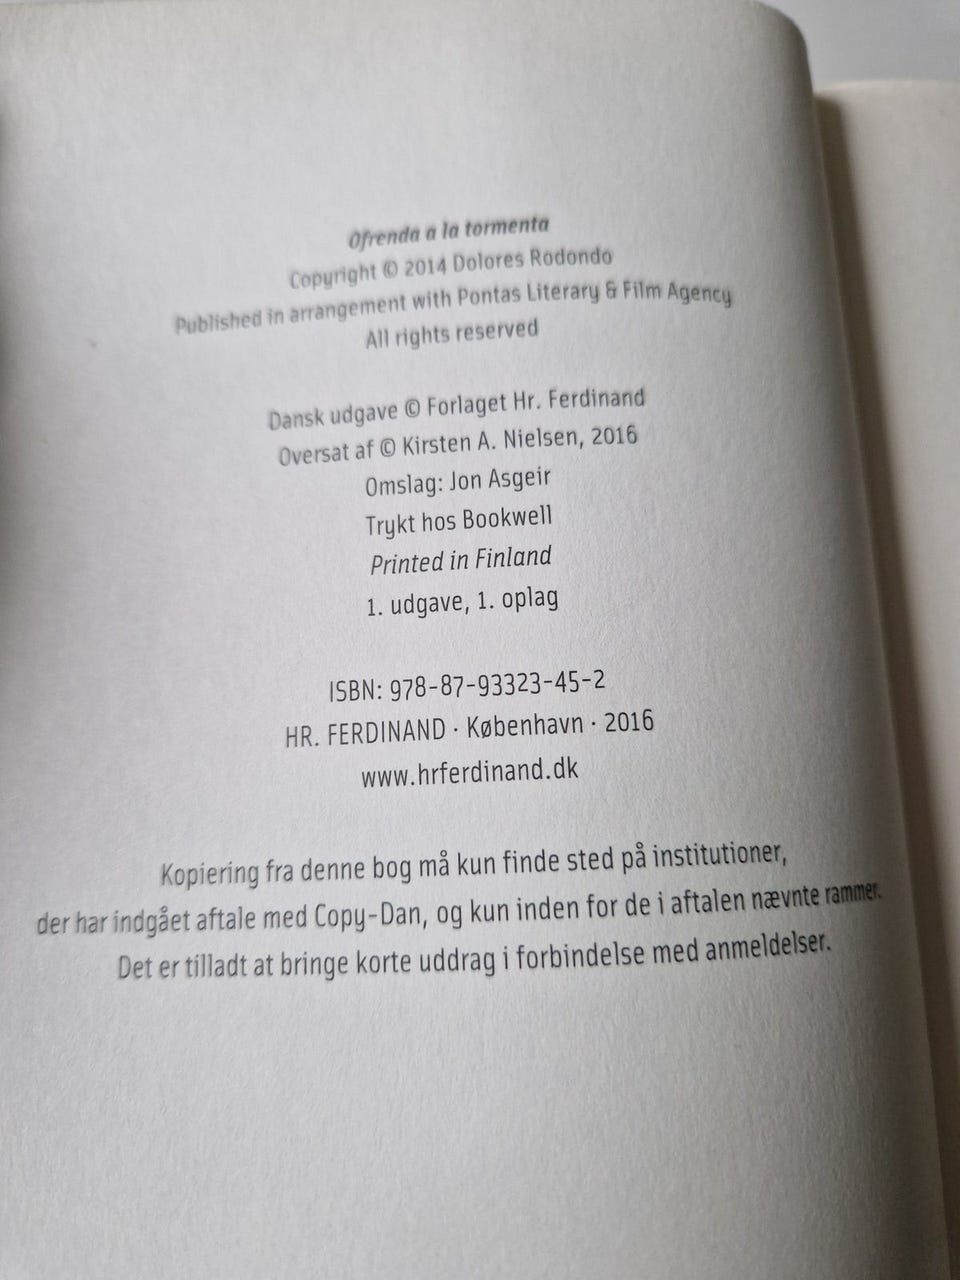 Ofrenda a la tormenta
Copyright © 2014 Dolores Rodondo
Published in arrangement with Pontas Literary & Film Agency
All rights reserved
Dansk udgave © Forlaget Hr. Ferdinand
Oversat af © Kirsten A. Nielsen, 2016
Omslag: Jon Asgeir
Trykt hos Bookwell
Printed in Finland
1. udgave, 1. oplag
ISBN: 978-87-93323-45-2
HR. FERDINAND · København · 2016
www.hrferdinand.dk
Kopiering fra denne bog må kun finde sted på institutioner,
der har indgået aftale med Copy-Dan, og kun inden for de i aftalen nævnte rammer.
Det er tilladt at bringe korte uddrag i forbindelse med anmeldelser.